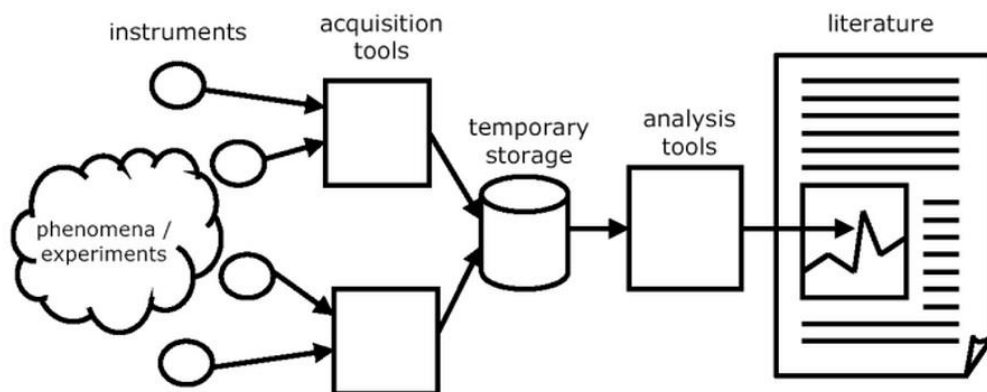 instruments
acquisition
tools
literature
temporary
storage
analysis
tools
phenomena /
experiments